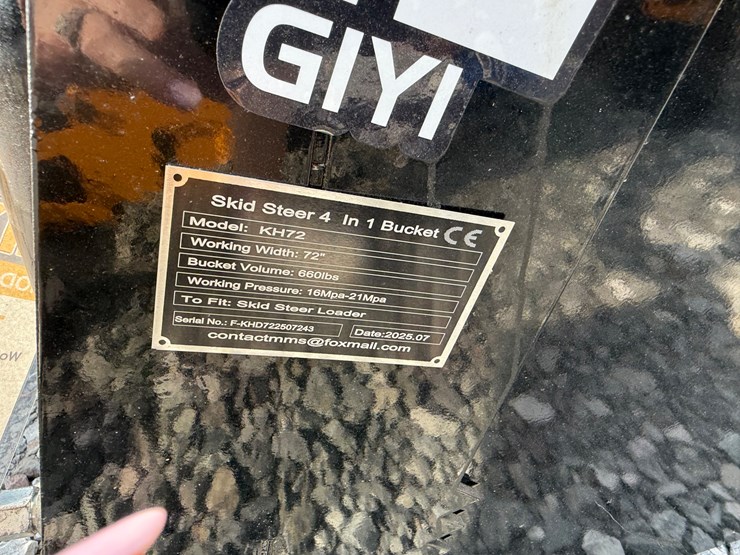 GIYI
Skid Steer 4 In 1 Bucket CE
Model: KH72
Working Width: 72"
Bucket Volume: 660lbs
Working Pressure: 16Mpa-21Mpa
To Fit: Skid Steer Loader
Serial No.: F-KHD722507243 Date:2025.07
contactmms@foxmail.com